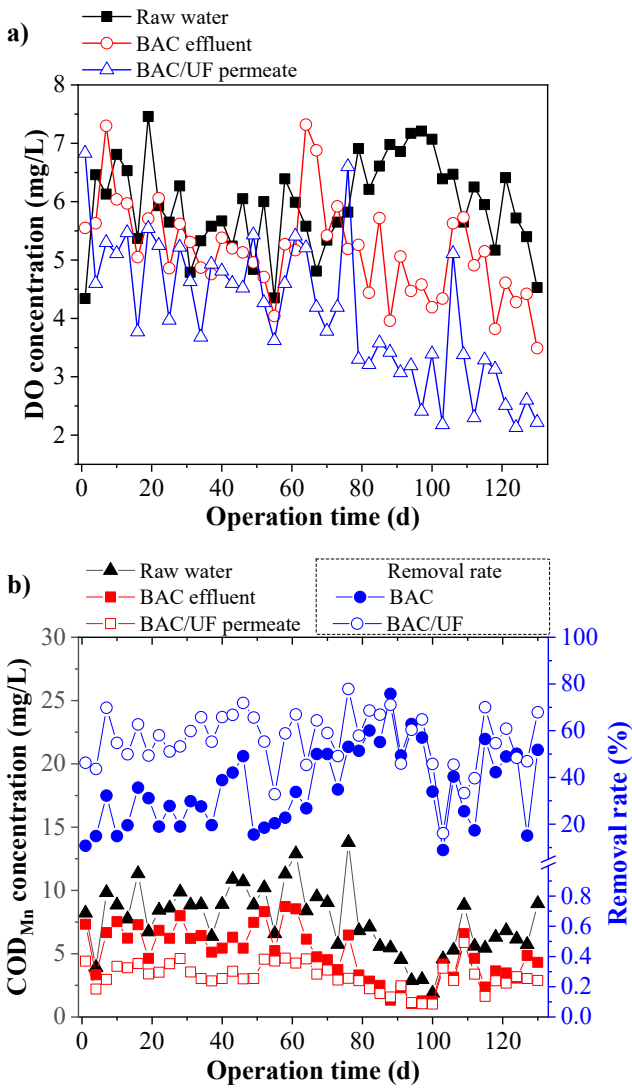 a)
Raw water
BAC effluent
BAC/UF permeate
8
7
6
5
4
3
2
DO concentration (mg/L)
0 20 40 60 80 100 120
Operation time (d)
b)
Raw water
BAC effluent
BAC/UF permeate
Removal rate
BAC
BAC/UF
30
25
20
15
10
5
0
COD_Mn concentration (mg/L)
100
80
60
40
20
0.8
0.6
0.4
0.2
0.0
Removal rate (%)
0 20 40 60 80 100 120
Operation time (d)